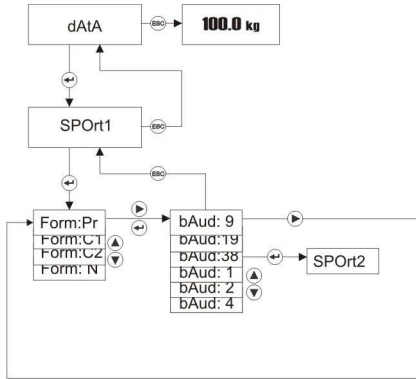 dAtA
ESC
100.0 kg
ESC
SPOrt1
ESC
Form:Pr
Form:C1
Form:C2
Form: N
bAud: 9
bAud:19
bAud:38
bAud: 1
bAud: 2
bAud: 4
SPOrt2